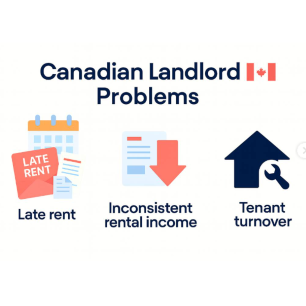 Canadian Landlord
Problems
LATE
RENT
Late rent
Inconsistent
rental income
Tenant
turnover